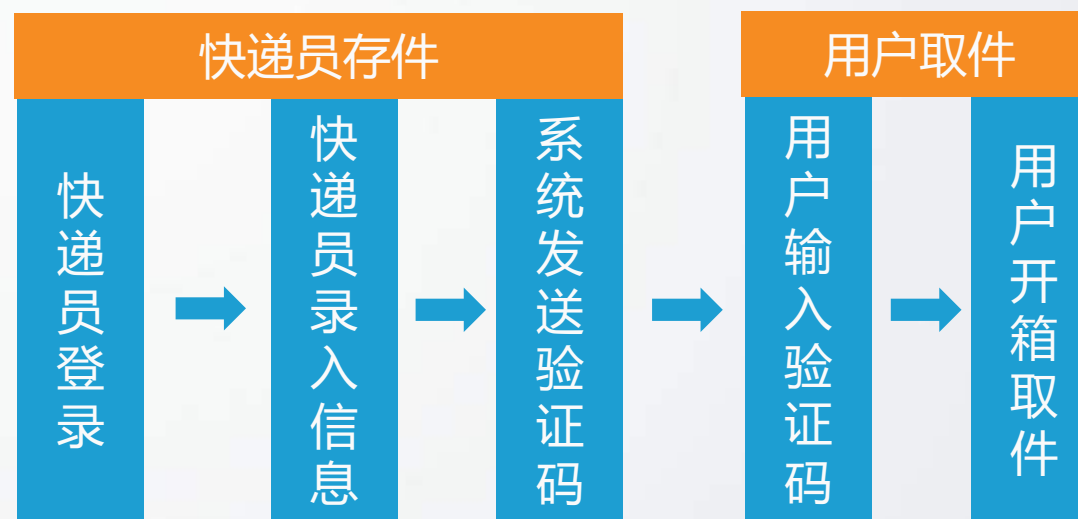 快递员存件
用户取件
快递员登录
快递员录入信息
系统发送验证码
用户输入验证码
用户开箱取件